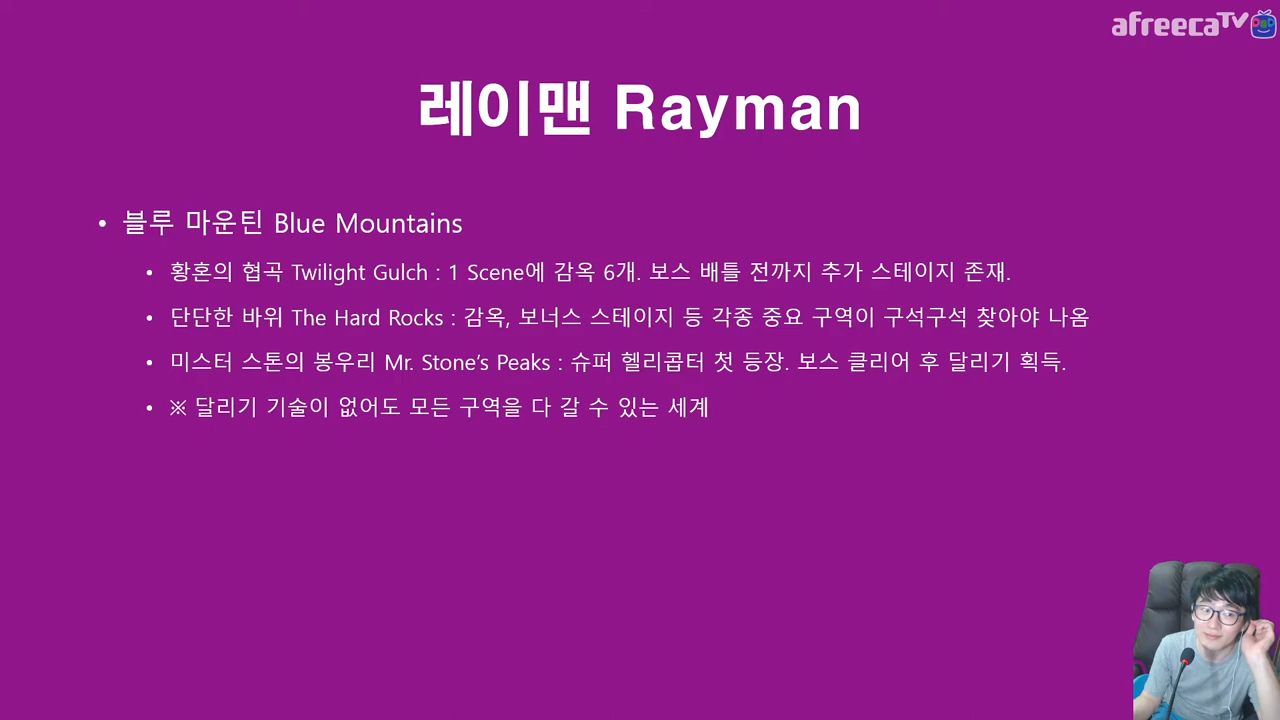 afreecaTV
레이맨 Rayman
• 블루 마운틴 Blue Mountains
• 황혼의 협곡 Twilight Gulch : 1 Scene에 감옥 6개. 보스 배틀 전까지 추가 스테이지 존재.
• 단단한 바위 The Hard Rocks : 감옥, 보너스 스테이지 등 각종 중요 구역이 구석구석 찾아야 나옴
• 미스터 스톤의 봉우리 Mr. Stone’s Peaks : 슈퍼 헬리콥터 첫 등장. 보스 클리어 후 달리기 획득.
• ※ 달리기 기술이 없어도 모든 구역을 다 갈 수 있는 세계